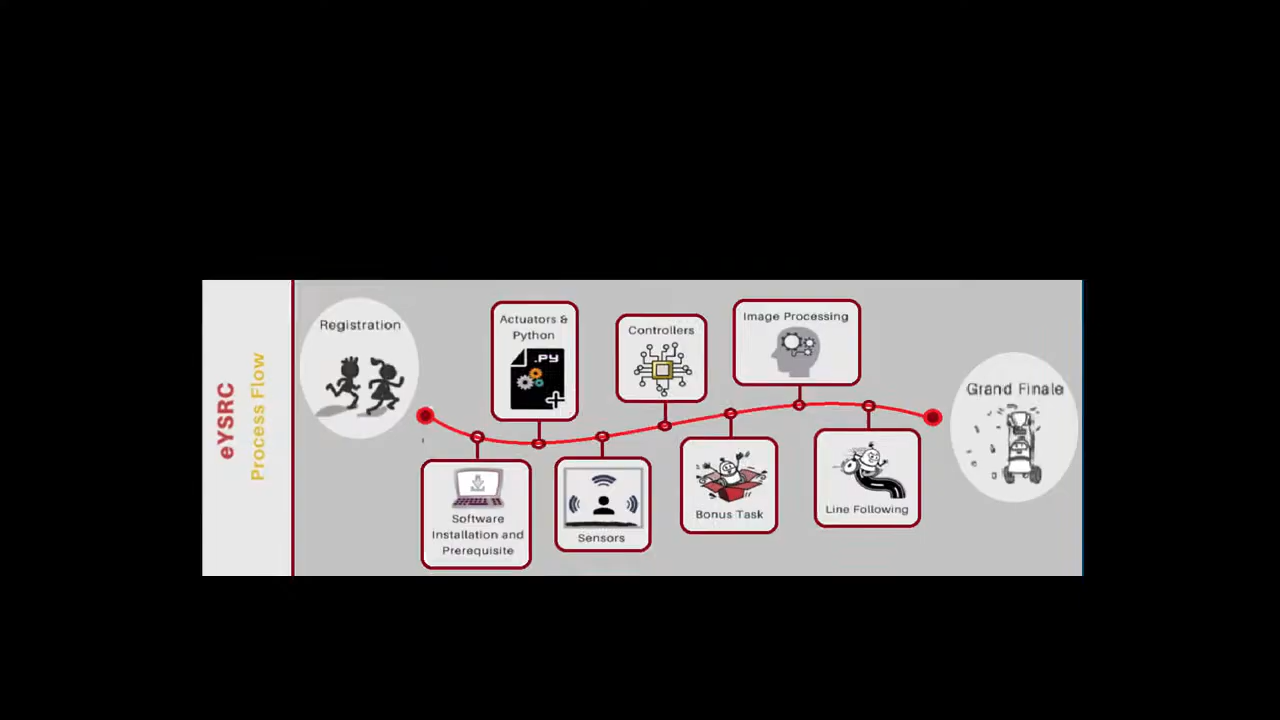 eYSRC
Process Flow
Registration
Software
Installation and
Prerequisite
Actuators &
Python
.PY
Sensors
Controllers
Bonus Task
Image Processing
Line Following
Grand Finale